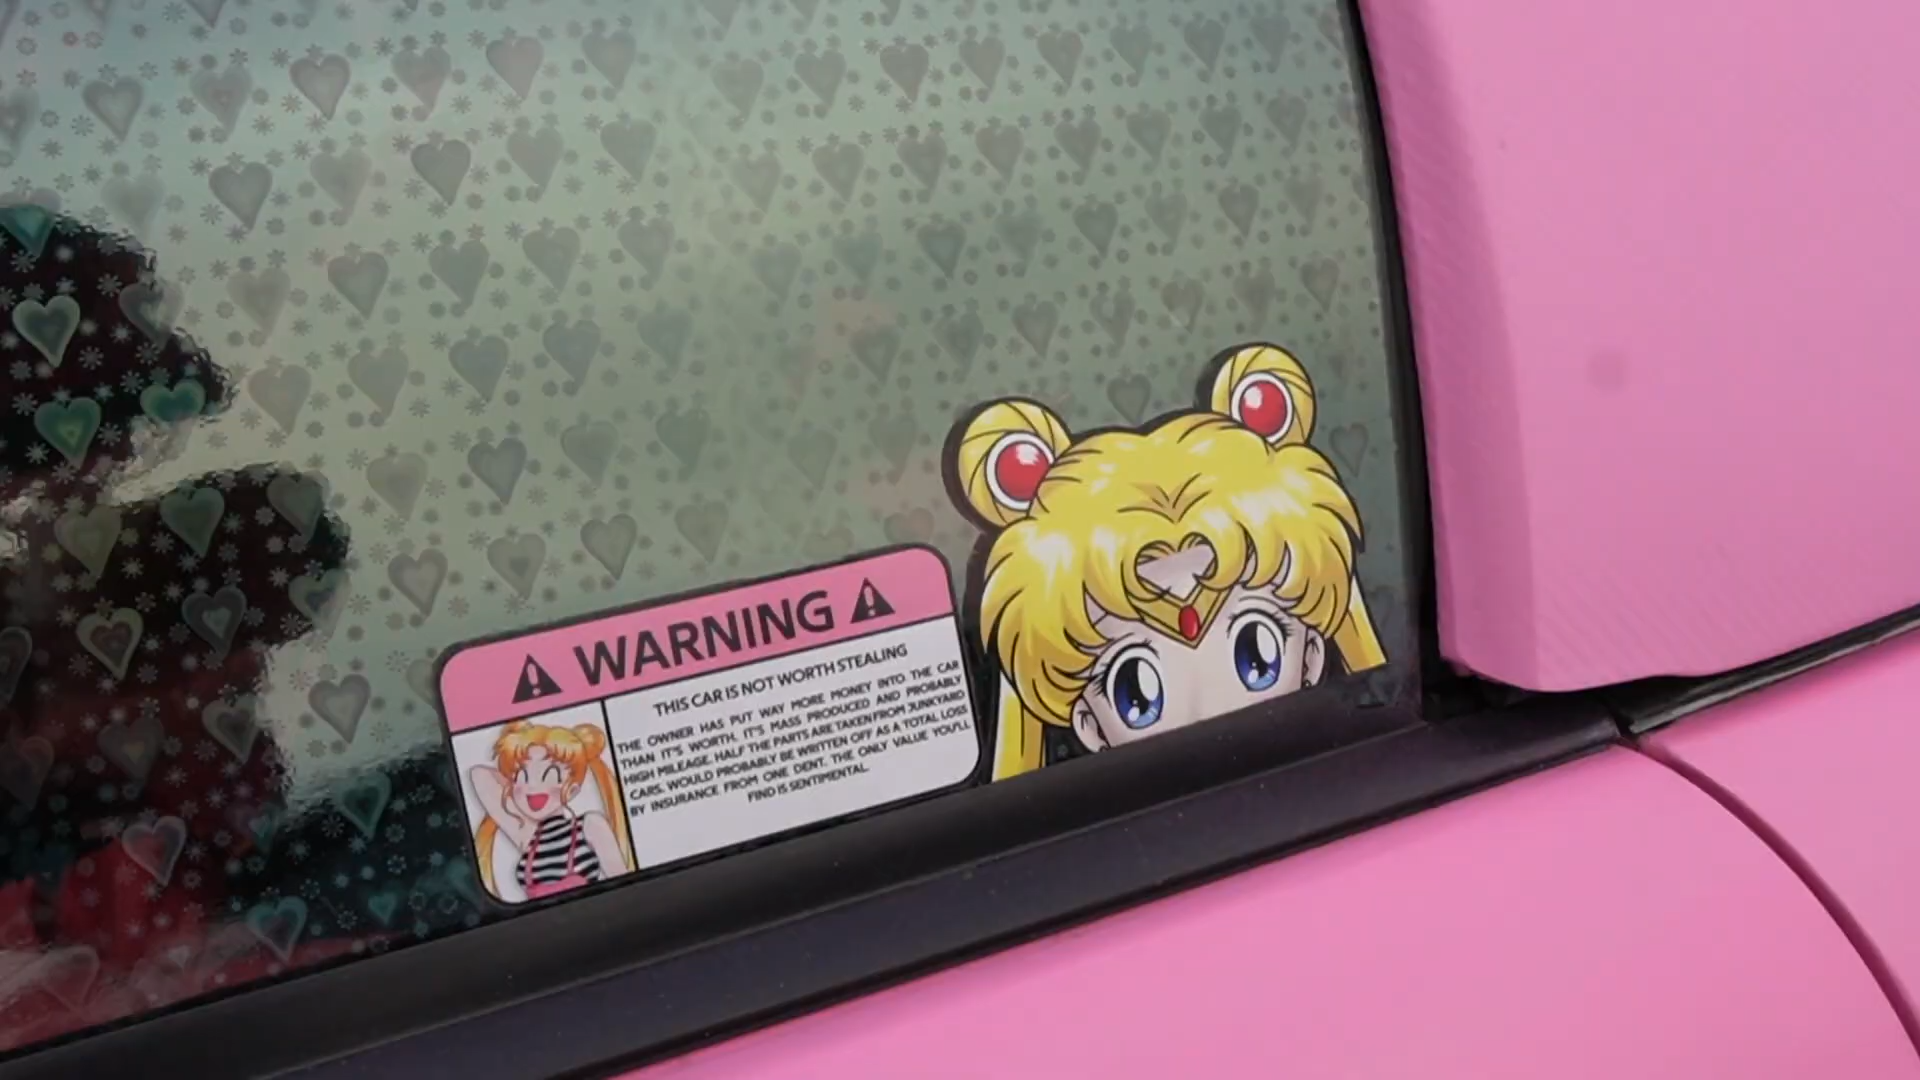 WARNING
THIS CAR IS NOT WORTH STEALING
THE OWNER HAS PUT WAY MORE MONEY INTO THE CAR
THAN IT'S WORTH. IT'S MASS PRODUCED AND PROBABLY
HIGH MILEAGE. HALF THE PARTS ARE TAKEN FROM JUNKYARD
CARS. WOULD PROBABLY BE WRITTEN OFF AS A TOTAL LOSS
BY INSURANCE FROM ONE DENT. THE ONLY VALUE YOU'LL
FIND IS SENTIMENTAL.